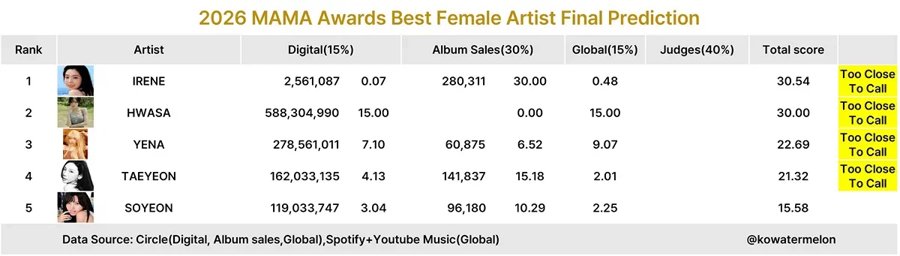 2026 MAMA Awards Best Female Artist Final Prediction
Rank Artist Digital(15%) Album Sales(30%) Global(15%) Judges(40%) Total score
1 IRENE 2,561,087 0.07 280,311 30.00 0.48 30.54 Too Close To Call
2 HWASA 588,304,990 15.00 0.00 15.00 30.00 Too Close To Call
3 YENA 278,561,011 7.10 60,875 6.52 9.07 22.69 Too Close To Call
4 TAEYEON 162,033,135 4.13 141,837 15.18 2.01 21.32 Too Close To Call
5 SOYEON 119,033,747 3.04 96,180 10.29 2.25 15.58
Data Source: Circle(Digital, Album sales,Global),Spotify+Youtube Music(Global) @kowatermelon